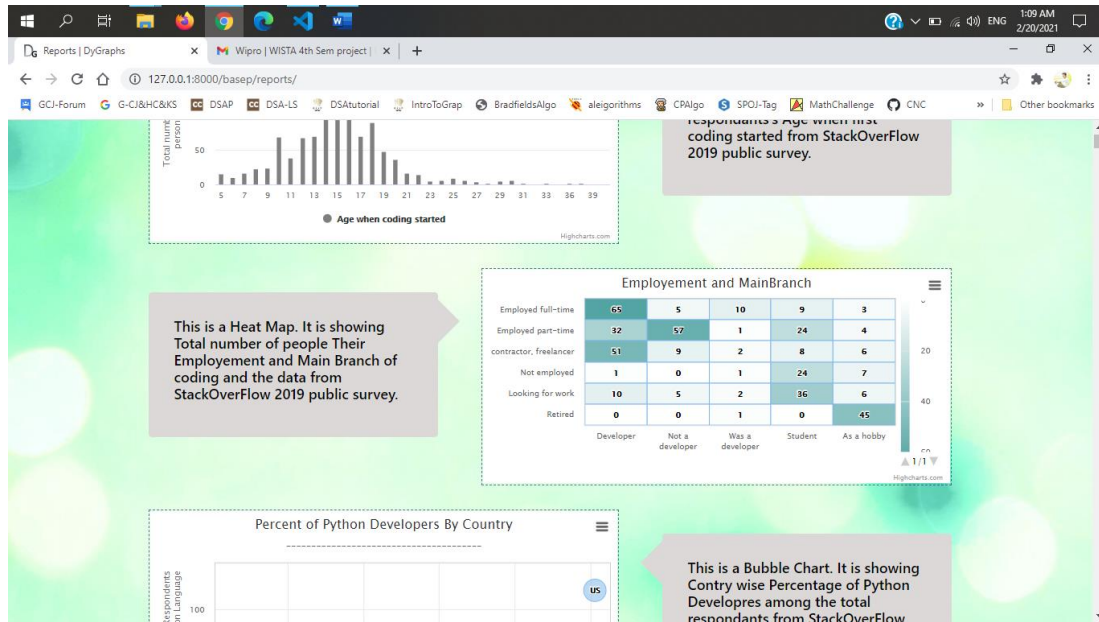 ENG
1:09 AM
2/20/2021
DG Reports | DyGraphs
Wipro | WISTA 4th Sem project |
127.0.0.1:8000/basep/reports/
GCJ-Forum G-CJ&HC&KS DSAP DSA-LS DSAtutorial IntroToGrap BradfieldsAlgo aleigorithms CPAlgo SPOJ-Tag MathChallenge CNC » Other bookmarks
Total numb
person
50
0
5 7 9 11 13 15 17 19 21 23 25 27 29 31 33 36 39
Age when coding started
Highcharts.com
respondants's Age when first
coding started from StackOverFlow
2019 public survey.
This is a Heat Map. It is showing
Total number of people Their
Employement and Main Branch of
coding and the data from
StackOverFlow 2019 public survey.
Employement and MainBranch
Employed full-time 65 5 10 9 3
Employed part-time 32 57 1 24 4
contractor, freelancer 51 9 2 8 6
Not employed 1 0 1 24 7
Looking for work 10 5 2 36 6
Retired 0 0 1 0 45
Developer Not a developer Was a developer Student As a hobby
20
40
1/1
Highcharts.com
Percent of Python Developers By Country
---------------------------------------
Respondents
on Language
100
US
This is a Bubble Chart. It is showing
Contry wise Percentage of Python
Developres among the total
respondants from StackOverFlow